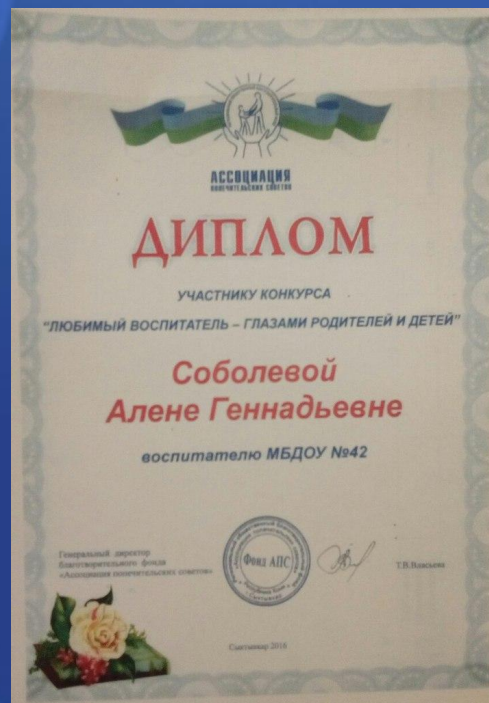 АССОЦИАЦИЯ
ПОПЕЧИТЕЛЬСКИХ СОВЕТОВ
ДИПЛОМ
УЧАСТНИКУ КОНКУРСА
"ЛЮБИМЫЙ ВОСПИТАТЕЛЬ – ГЛАЗАМИ РОДИТЕЛЕЙ И ДЕТЕЙ"
Соболевой
Алене Геннадьевне
воспитателю МБДОУ №42
Генеральный директор
благотворительного фонда
«Ассоциация попечительских советов»
Фонд АПС
Т.В.Власьева
Сыктывкар 2018